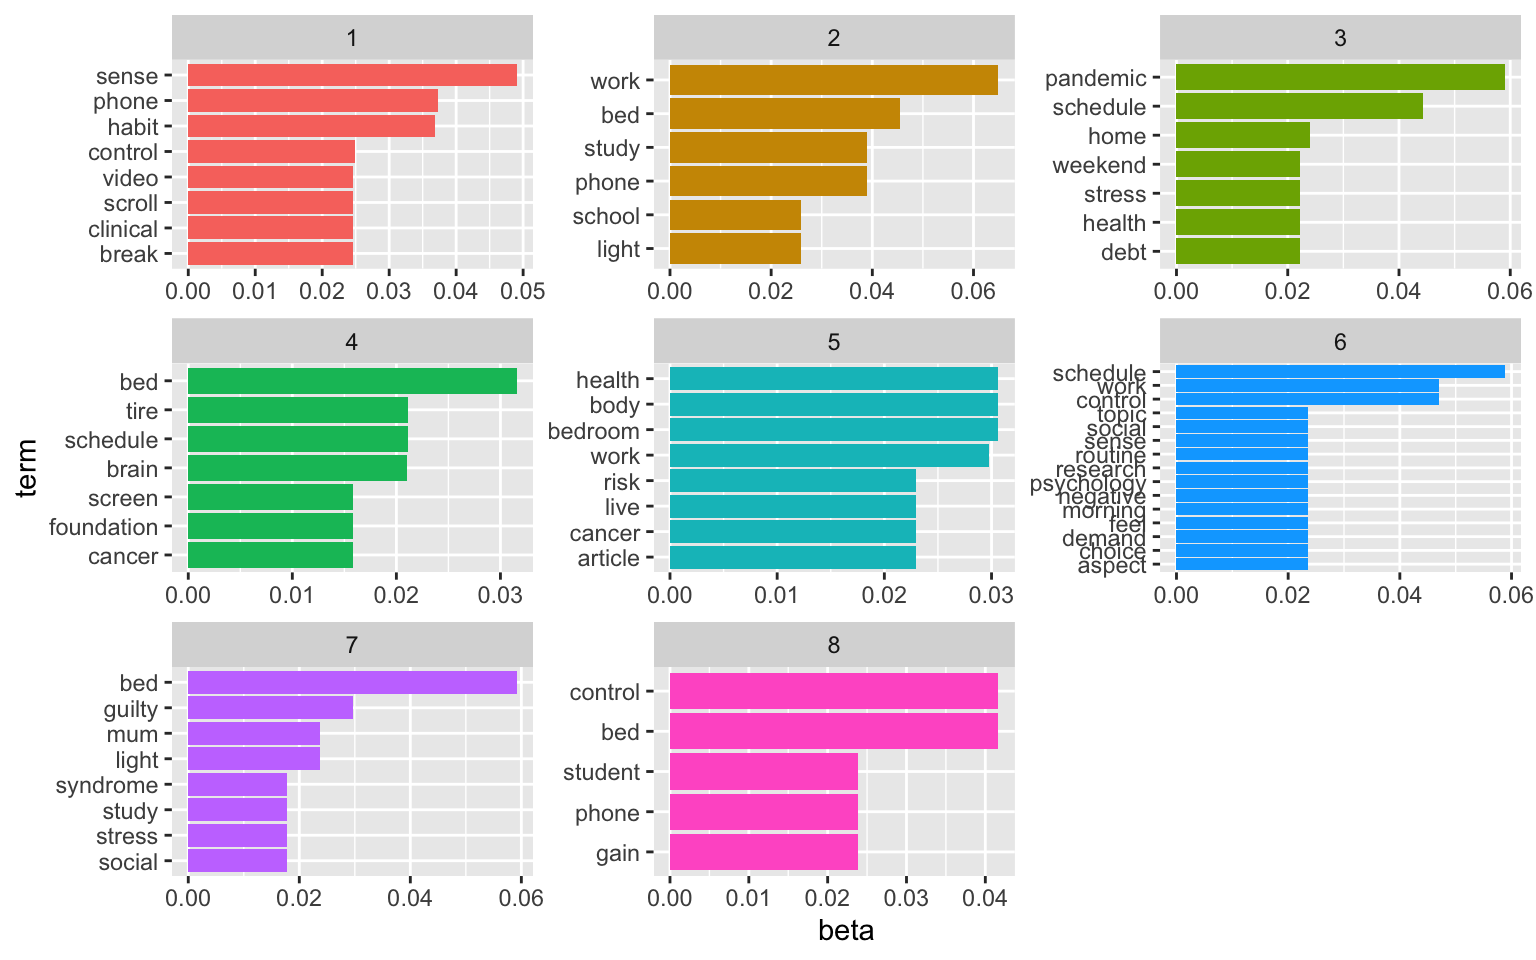 1
sense
phone
habit
control
video
scroll
clinical
break
0.00 0.01 0.02 0.03 0.04 0.05
2
work
bed
study
phone
school
light
0.00 0.02 0.04 0.06
3
pandemic
schedule
home
weekend
stress
health
debt
0.00 0.02 0.04 0.06
4
bed
tire
schedule
brain
screen
foundation
cancer
0.00 0.01 0.02 0.03
5
health
body
bedroom
work
risk
live
cancer
article
0.00 0.01 0.02 0.03
6
schedule
work
control
topic
social
sense
routine
research
psychology
negative
morning
feel
demand
choice
aspect
0.00 0.02 0.04 0.06
7
bed
guilty
mum
light
syndrome
study
stress
social
0.00 0.02 0.04 0.06
8
control
bed
student
phone
gain
0.00 0.01 0.02 0.03 0.04
term
beta